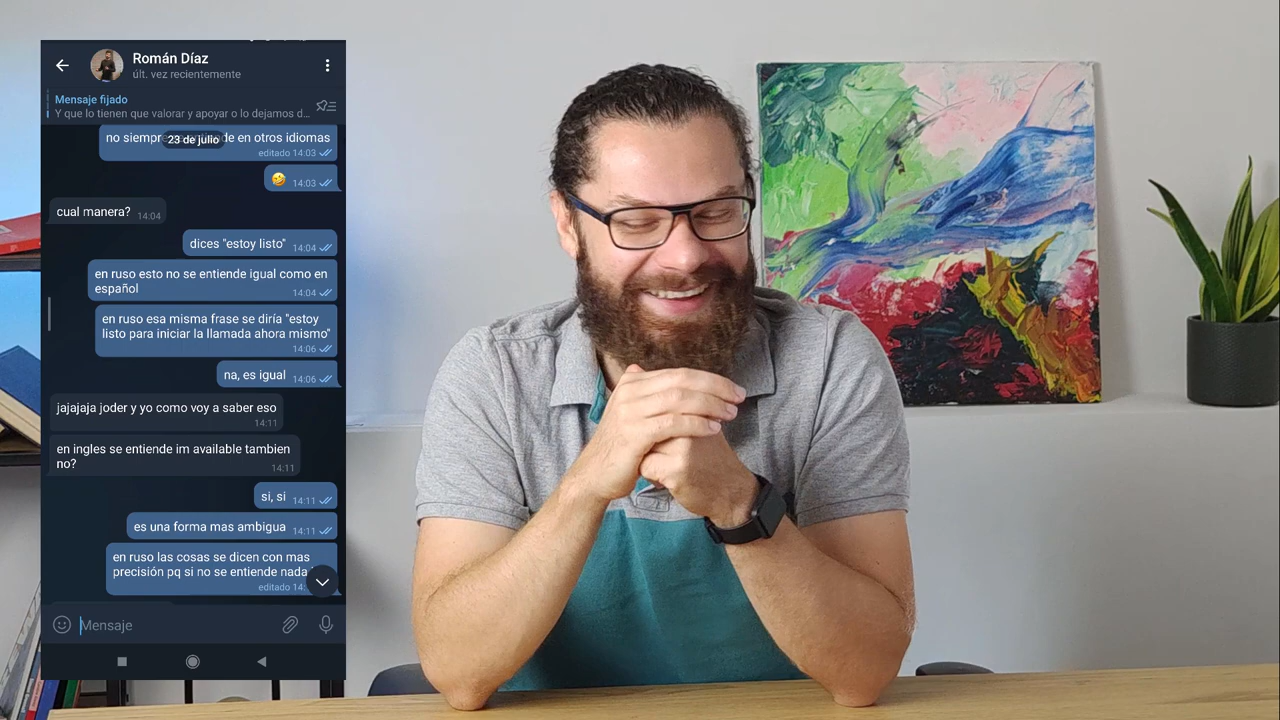 Román Díaz
últ. vez recientemente
Mensaje fijado
Y que lo tienen que valorar y apoyar o lo dejamos d...
no siempr de en otros idiomas
23 de julio
editado 14:03
🤣 14:03
cual manera? 14:04
dices "estoy listo" 14:04
en ruso esto no se entiende igual como en
español 14:04
en ruso esa misma frase se diría "estoy
listo para iniciar la llamada ahora mismo"
14:06
na, es igual 14:06
jajajaja joder y yo como voy a saber eso
14:11
en ingles se entiende im available tambien
no? 14:11
si, si 14:11
es una forma mas ambigua 14:11
en ruso las cosas se dicen con mas
precisión pq si no se entiende nada
editado 14:
Mensaje